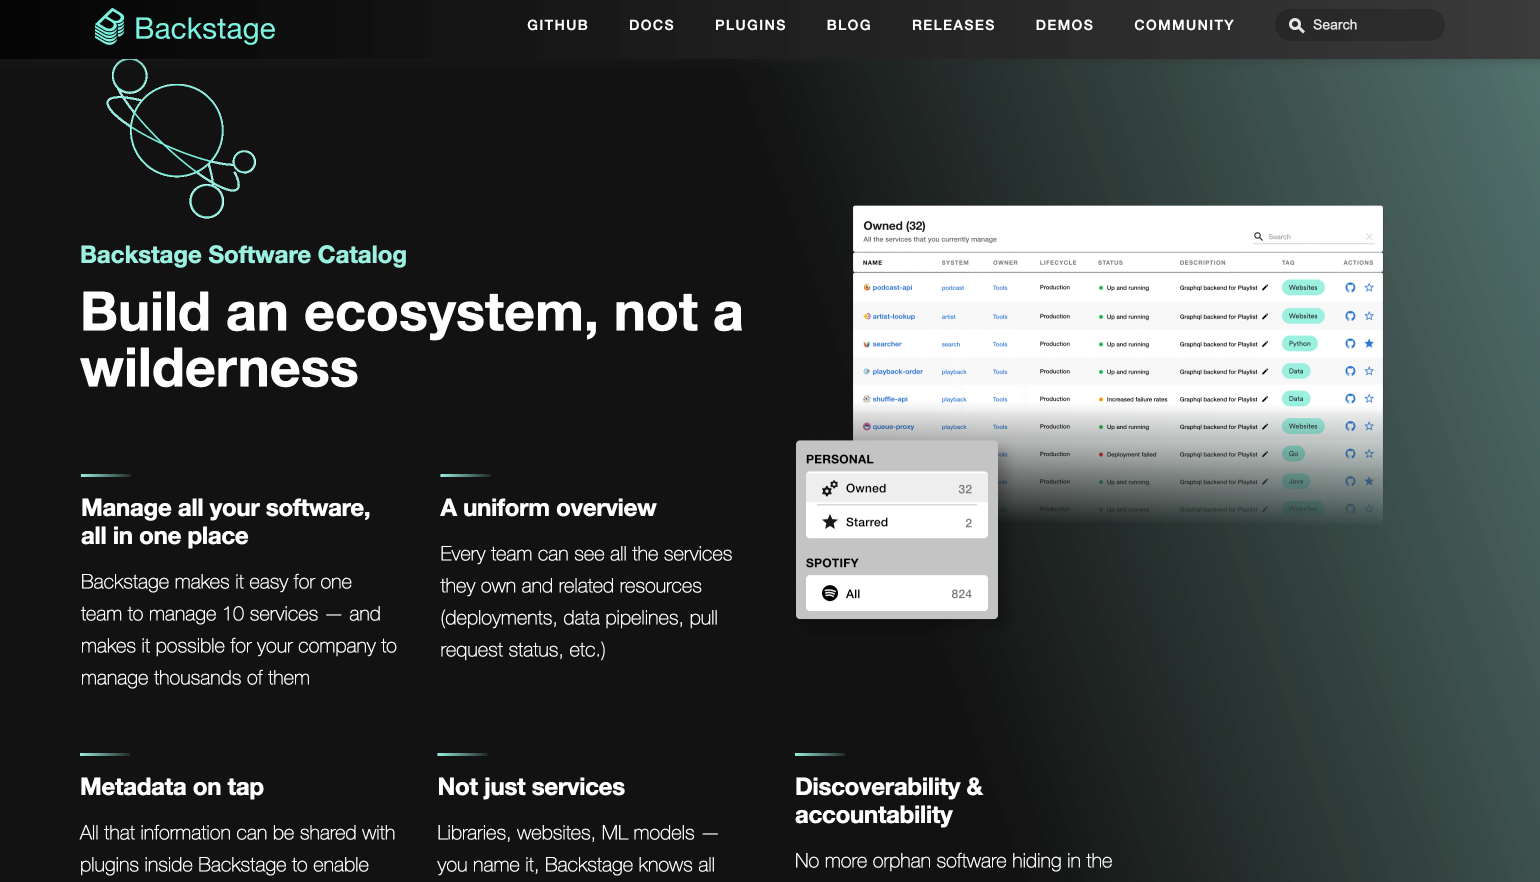 Backstage
GITHUB DOCS PLUGINS BLOG RELEASES DEMOS COMMUNITY Search
Backstage Software Catalog
Build an ecosystem, not a
wilderness
Manage all your software,
all in one place
Backstage makes it easy for one
team to manage 10 services — and
makes it possible for your company to
manage thousands of them
A uniform overview
Every team can see all the services
they own and related resources
(deployments, data pipelines, pull
request status, etc.)
Owned (32)
All the services that you currently manage
Search
NAME SYSTEM OWNER LIFECYCLE STATUS DESCRIPTION TAG ACTIONS
podcast-api podcast Tools Production Up and running Graphql backend for Playlist Websites
artist-lookup artist Tools Production Up and running Graphql backend for Playlist Websites
searcher search Tools Production Up and running Graphql backend for Playlist Python
playback-order playback Tools Production Up and running Graphql backend for Playlist Data
shuffle-api playback Tools Production Increased failure rates Graphql backend for Playlist Data
queue-proxy playback Tools Production Up and running Graphql backend for Playlist Websites
ools Production Deployment failed Graphql backend for Playlist Go
ools Production Up and running Graphql backend for Playlist Java
ools Production Up and running Graphql backend for Playlist Websites
PERSONAL
Owned 32
Starred 2
SPOTIFY
All 824
Metadata on tap
All that information can be shared with
plugins inside Backstage to enable
Not just services
Libraries, websites, ML models —
you name it, Backstage knows all
Discoverability &
accountability
No more orphan software hiding in the